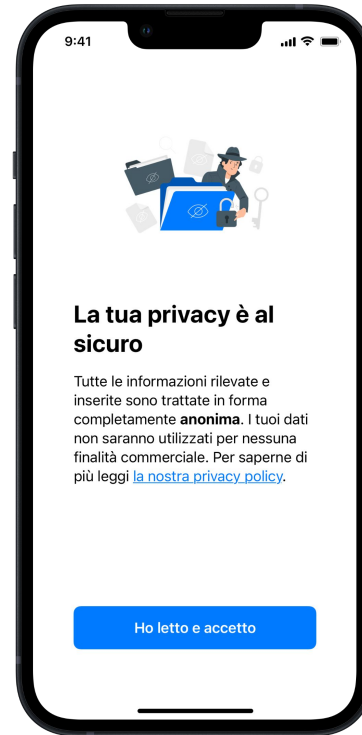 9:41
La tua privacy è al
sicuro
Tutte le informazioni rilevate e
inserite sono trattate in forma
completamente anonima. I tuoi dati
non saranno utilizzati per nessuna
finalità commerciale. Per saperne di
più leggi la nostra privacy policy.
Ho letto e accetto